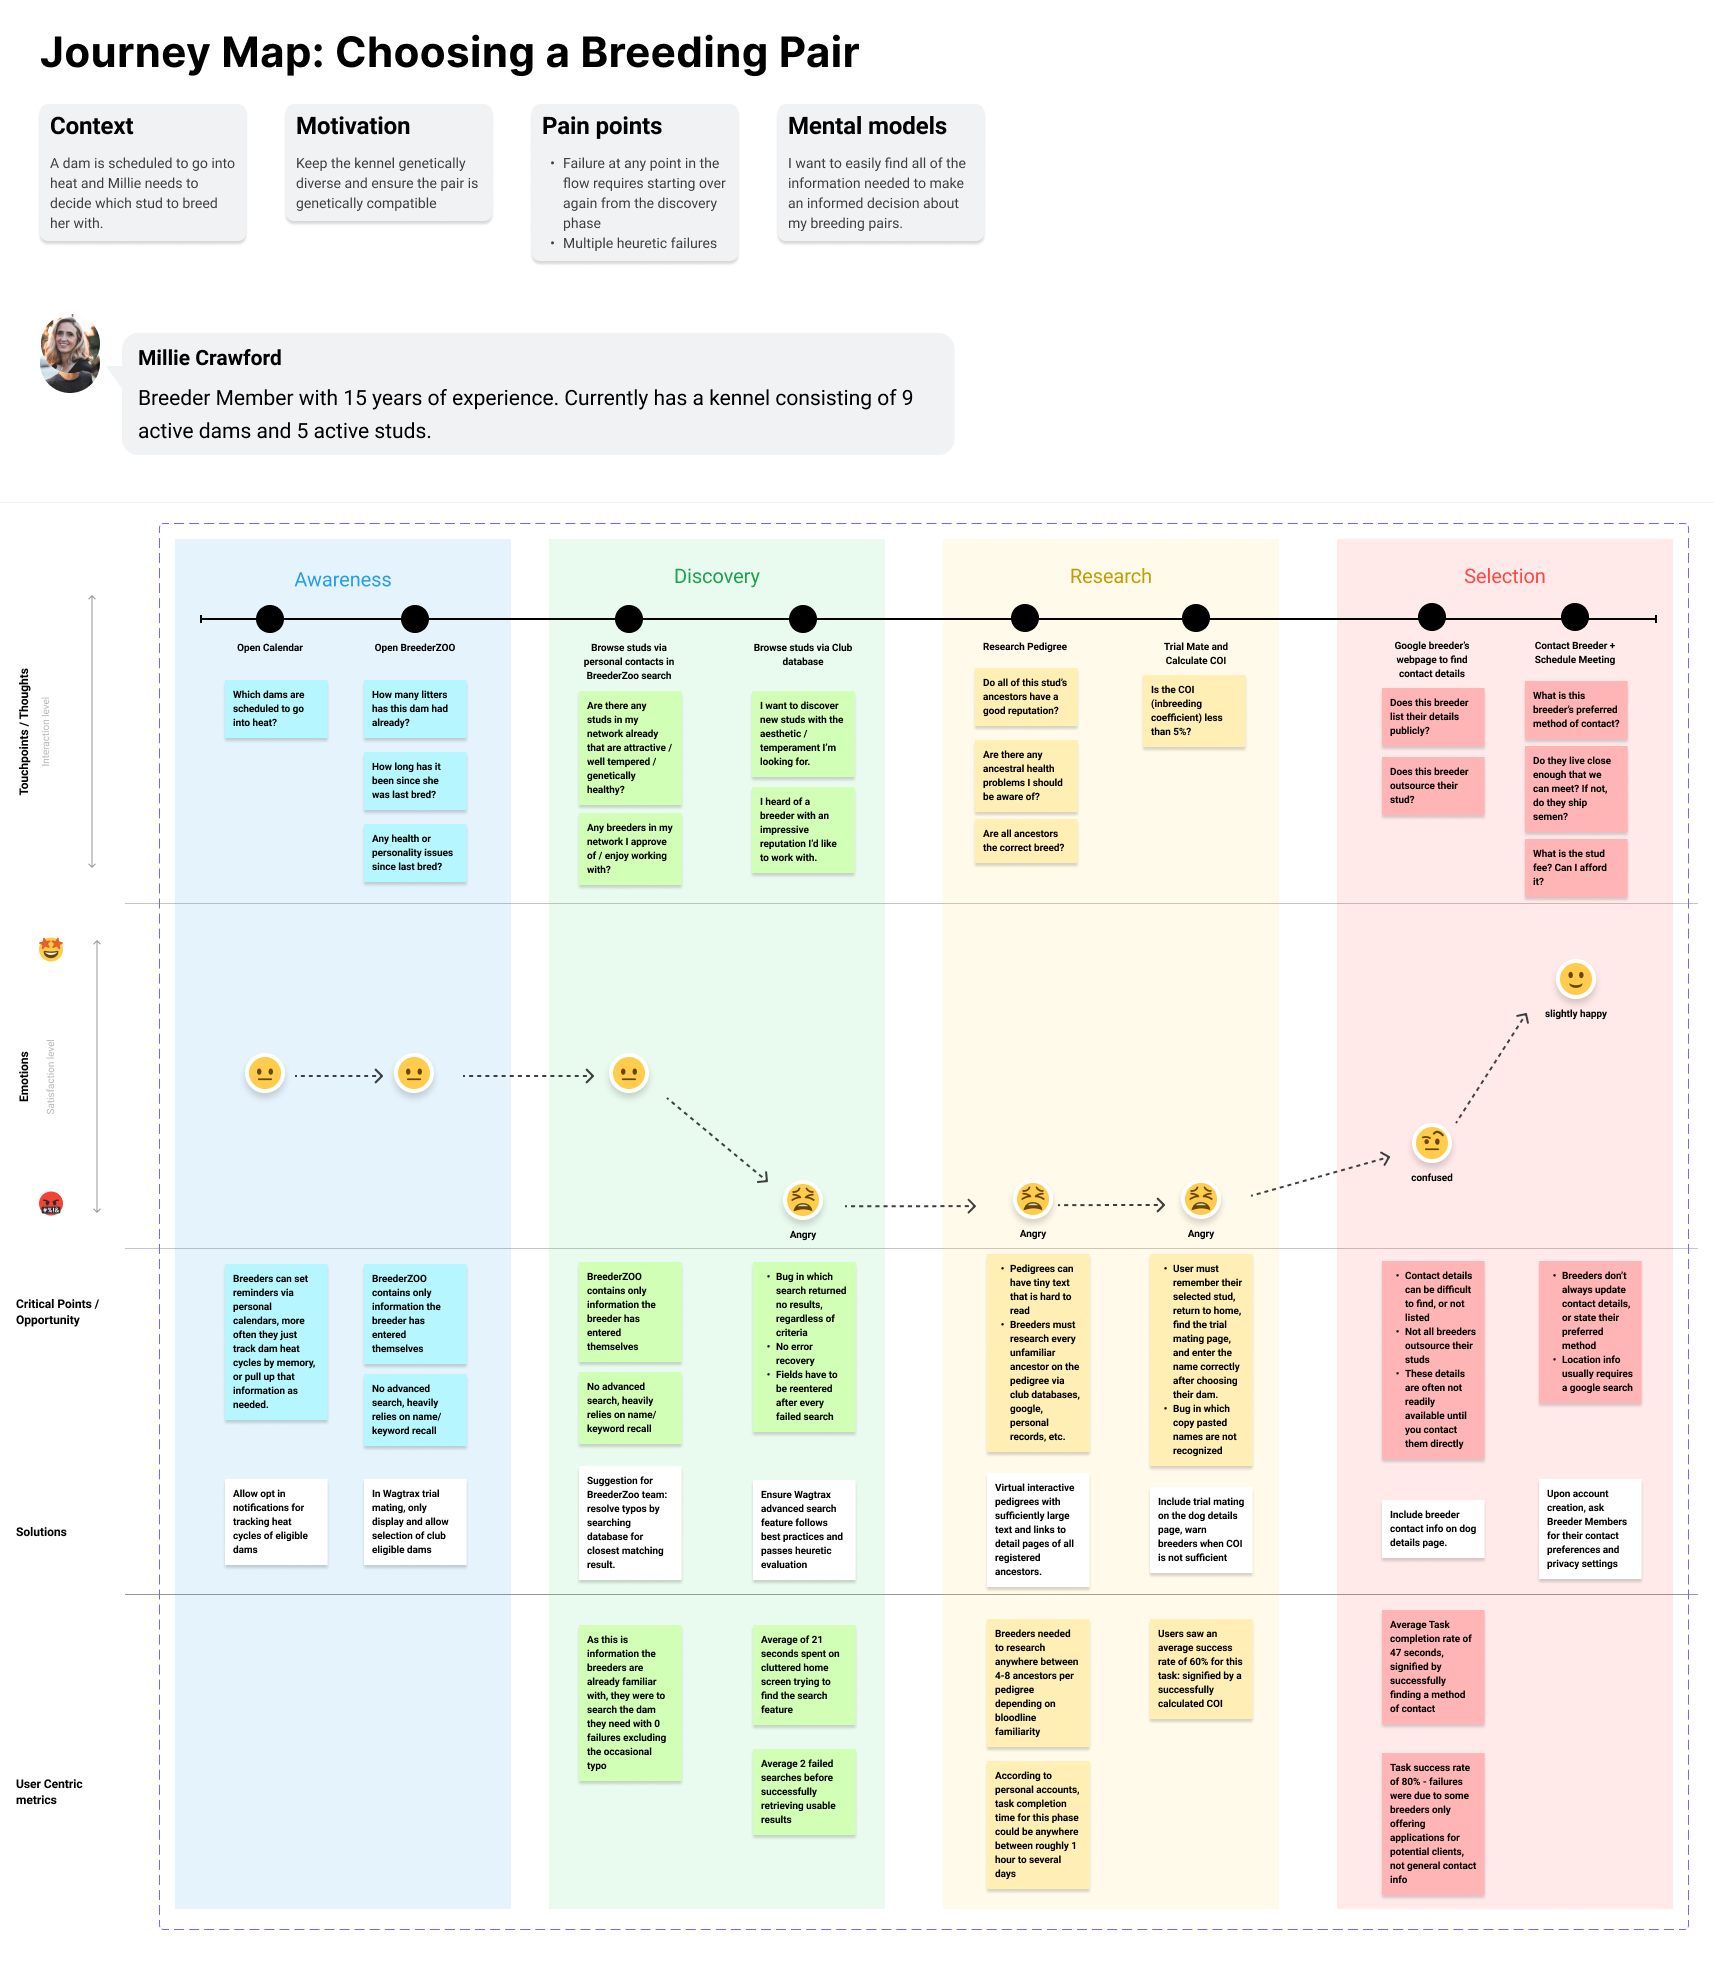 Journey Map: Choosing a Breeding Pair
Context
A dam is scheduled to go into
heat and Millie needs to
decide which stud to breed
her with.
Motivation
Keep the kennel genetically
diverse and ensure the pair is
genetically compatible
Pain points
• Failure at any point in the
flow requires starting over
again from the discovery
phase
• Multiple heuretic failures
Mental models
I want to easily find all of the
information needed to make
an informed decision about
my breeding pairs.
Millie Crawford
Breeder Member with 15 years of experience. Currently has a kennel consisting of 9
active dams and 5 active studs.
Touchpoints / Thoughts
Interaction level
Awareness
Discovery
Research
Selection
Open Calendar
Which dams are
scheduled to go
into heat?
Open BreederZOO
How many litters
has this dam had
already?
How long has it
been since she
was last bred?
Any health or
personality issues
since last bred?
Browse studs via
personal contacts in
BreederZoo search
Are there any
studs in my
network already
that are attractive /
well tempered /
genetically
healthy?
Any breeders in my
network I approve
of / enjoy working
with?
Browse studs via Club
database
I want to discover
new studs with the
aesthetic /
temperament I'm
looking for.
I heard of a
breeder with an
impressive
reputation I'd like
to work with.
Research Pedigree
Do all of this stud's
ancestors have a
good reputation?
Are there any
ancestral health
problems I should
be aware of?
Are all ancestors
the correct breed?
Trial Mate and
Calculate COI
Is the COI
(inbreeding
coefficient) less
than 5%?
Google breeder's
webpage to find
contact details
Does this breeder
list their details
publicly?
Does this breeder
outsource their
stud?
Contact Breeder +
Schedule Meeting
What is this
breeder's preferred
method of contact?
Do they live close
enough that we
can meet? If not,
do they ship
semen?
What is the stud
fee? Can I afford
it?
Emotions
Satisfaction level
Angry
Angry
Angry
confused
slightly happy
Critical Points /
Opportunity
Breeders can set
reminders via
personal
calendars, more
often they just
track dam heat
cycles by memory,
or pull up that
information as
needed.
BreederZOO
contains only
information the
breeder has
entered
themselves
No advanced
search, heavily
relies on name/
keyword recall
BreederZOO
contains only
information the
breeder has
entered
themselves
No advanced
search, heavily
relies on name/
keyword recall
• Bug in which
search returned
no results,
regardless of
criteria
• No error
recovery
• Fields have to
be reentered
after every
failed search
• Pedigrees can
have tiny text
that is hard to
read
• Breeders must
research every
unfamiliar
ancestor on the
pedigree via
club databases,
google,
personal
records, etc.
• User must
remember their
selected stud,
return to home,
find the trial
mating page,
and enter the
name correctly
after choosing
their dam.
• Bug in which
copy pasted
names are not
recognized
• Contact details
can be difficult
to find, or not
listed
• Not all breeders
outsource their
studs
• These details
are often not
readily
available until
you contact
them directly
• Breeders don't
always update
contact details,
or state their
preferred
method
• Location info
usually requires
a google search
Solutions
Allow opt in
notifications for
tracking heat
cycles of eligible
dams
In Wagtrax trial
mating, only
display and allow
selection of club
eligible dams
Suggestion for
BreederZoo team:
resolve typos by
searching
database for
closest matching
result.
Ensure Wagtrax
advanced search
feature follows
best practices and
passes heuretic
evaluation
Virtual interactive
pedigrees with
sufficiently large
text and links to
detail pages of all
registered
ancestors.
Include trial mating
on the dog details
page, warn
breeders when COI
is not sufficient
Include breeder
contact info on dog
details page.
Upon account
creation, ask
Breeder Members
for their contact
preferences and
privacy settings
User Centric
metrics
As this is
information the
breeders are
already familiar
with, they were to
search the dam
they need with 0
failures excluding
the occasional
typo
Average of 21
seconds spent on
cluttered home
screen trying to
find the search
feature
Average 2 failed
searches before
successfully
retrieving usable
results
Breeders needed
to research
anywhere between
4-8 ancestors per
pedigree
depending on
bloodline
familiarity
According to
personal accounts,
task completion
time for this phase
could be anywhere
between roughly 1
hour to several
days
Users saw an
average success
rate of 60% for this
task: signified by a
successfully
calculated COI
Average Task
completion rate of
47 seconds,
signified by
successfully
finding a method
of contact
Task success rate
of 80% - failures
were due to some
breeders only
offering
applications for
potential clients,
not general contact
info